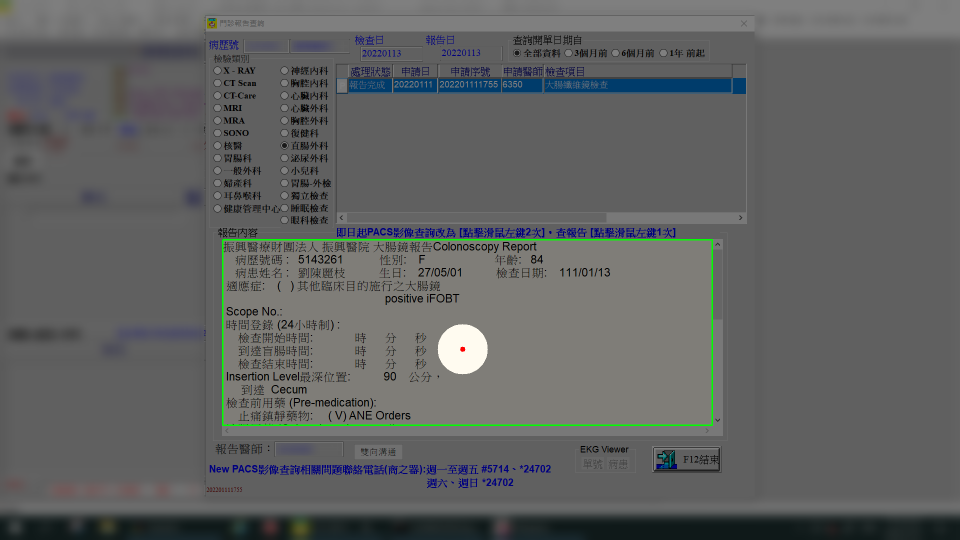 門診報表查詢
病歷號 檢查日 報告日 查詢開單日期自
20220113 20220113 全部資料 3個月前 6個月前 1年 前起
檢驗類別
X - RAY 神經內科
CT Scan 胸腔內科
CT-Care 心臟內科
MRI 心臟外科
MRA 胸腔外科
SONO 復健科
核醫 直腸外科
胃腸科 泌尿外科
一般外科 小兒科
婦產科 胃腸-外檢
耳鼻喉科 獨立檢查
健康管理中心 睡眠檢查
眼科檢查
處理狀態 申請日 申請序號 申請醫師 檢查項目
報告完成 20220111 202201111755 6350 大腸纖維鏡檢查
報告內容 即日起PACS影像查詢改為 [點擊滑鼠左鍵2次]，查報告 [點擊滑鼠左鍵1次]
振興醫療財團法人 振興醫院 大腸鏡報告Colonoscopy Report
病歷號碼： 5143261 性別: F 年齡: 84
病患姓名: 劉陳麗枝 生日: 27/05/01 檢查日期: 111/01/13
適應症: ( ) 其他臨床目的施行之大腸鏡
positive iFOBT
Scope No.:
時間登錄 (24小時制) :
檢查開始時間: 時 分 秒
到達盲腸時間: 時 分 秒
檢查結束時間: 時 分 秒
Insertion Level最深位置: 90 公分，
到達 Cecum
檢查前用藥 (Pre-medication):
止痛鎮靜藥物: ( V) ANE Orders
報告醫師： 雙向溝通 EKG Viewer
單號 病患 F12結束
New PACS影像查詢相關問題聯絡電話(南之器):週一至週五 #5714、*24702
週六、週日 *24702
202201111755